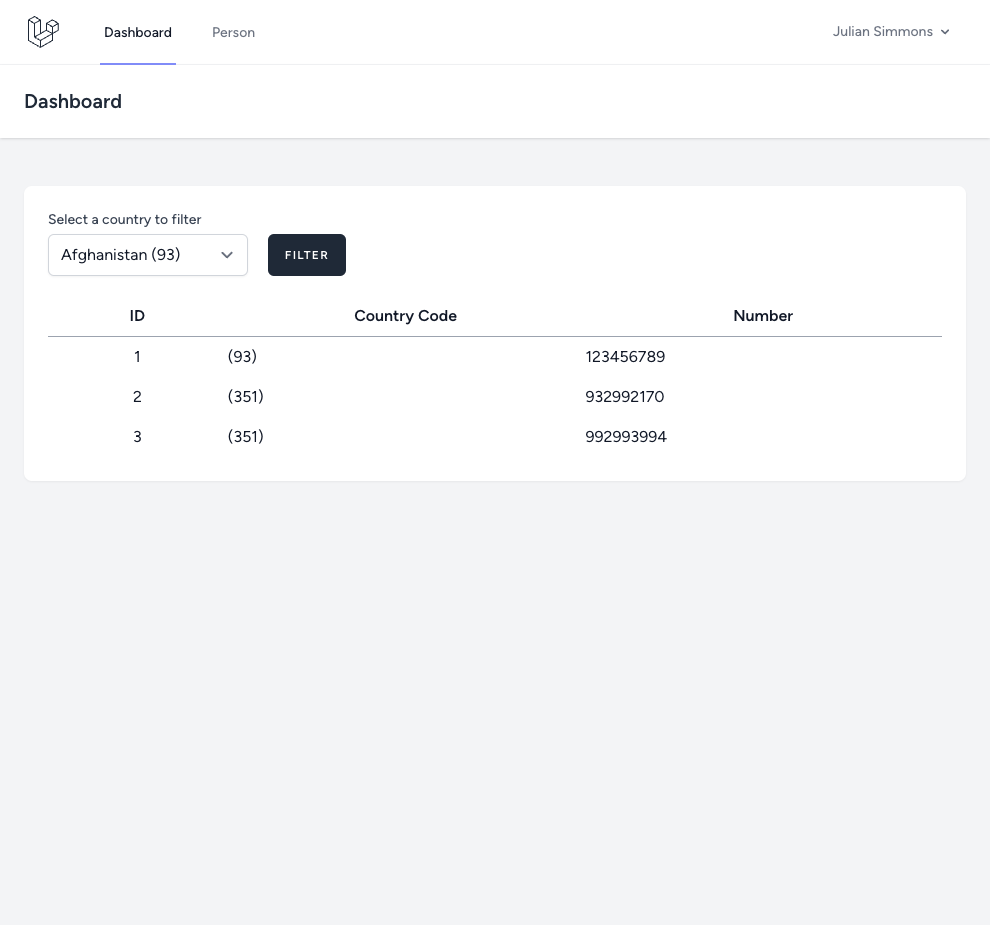 Dashboard Person Julian Simmons
Dashboard
Select a country to filter
Afghanistan (93) FILTER
ID Country Code Number
1 (93) 123456789
2 (351) 932992170
3 (351) 992993994